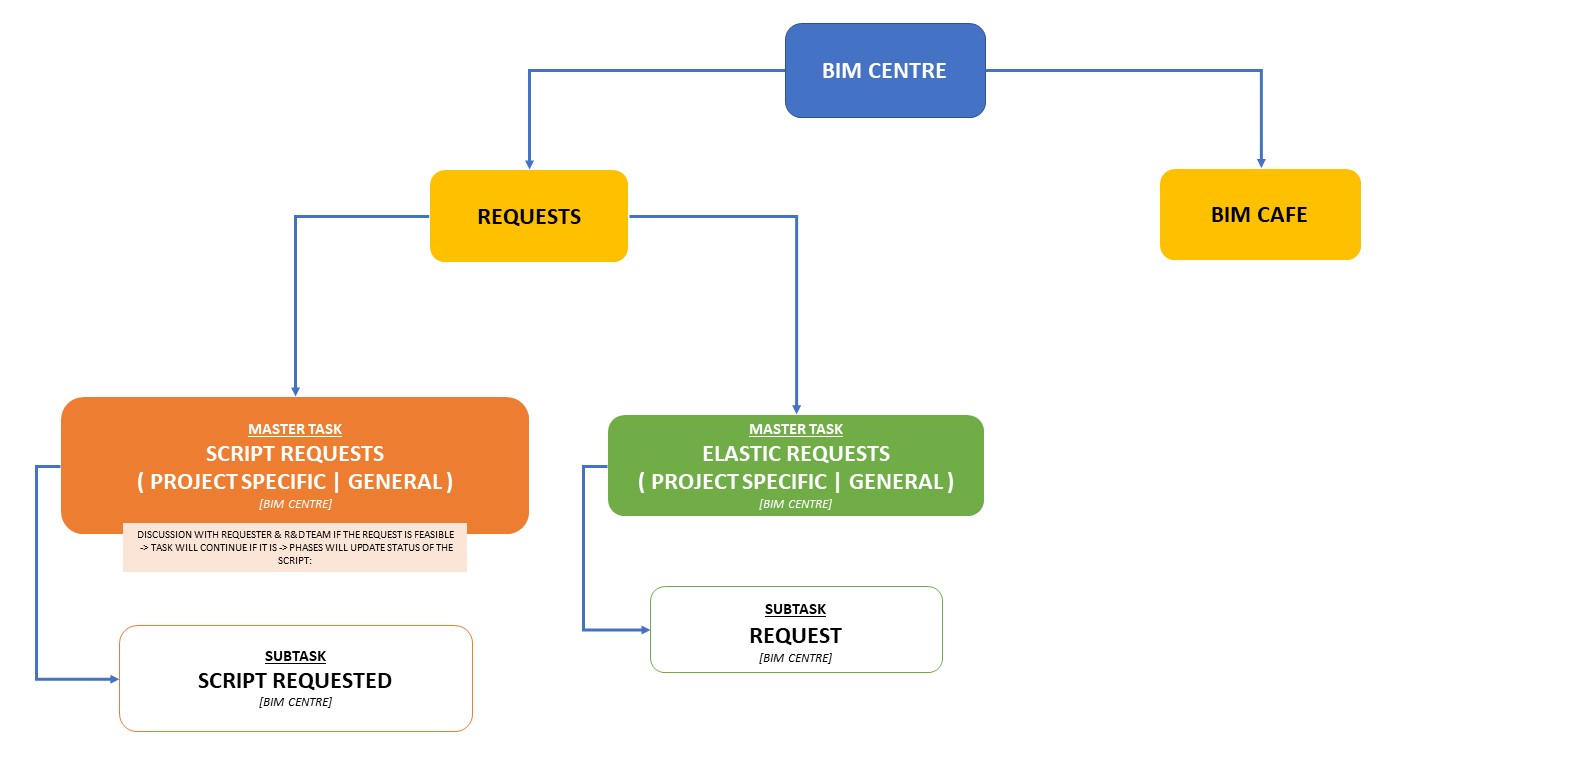 BIM CENTRE
REQUESTS
BIM CAFE
MASTER TASK
SCRIPT REQUESTS
( PROJECT SPECIFIC | GENERAL )
[BIM CENTRE]
DISCUSSION WITH REQUESTER & R&D TEAM IF THE REQUEST IS FEASIBLE
-> TASK WILL CONTINUE IF IT IS -> PHASES WILL UPDATE STATUS OF THE
SCRIPT:
MASTER TASK
ELASTIC REQUESTS
( PROJECT SPECIFIC | GENERAL )
[BIM CENTRE]
SUBTASK
SCRIPT REQUESTED
[BIM CENTRE]
SUBTASK
REQUEST
[BIM CENTRE]